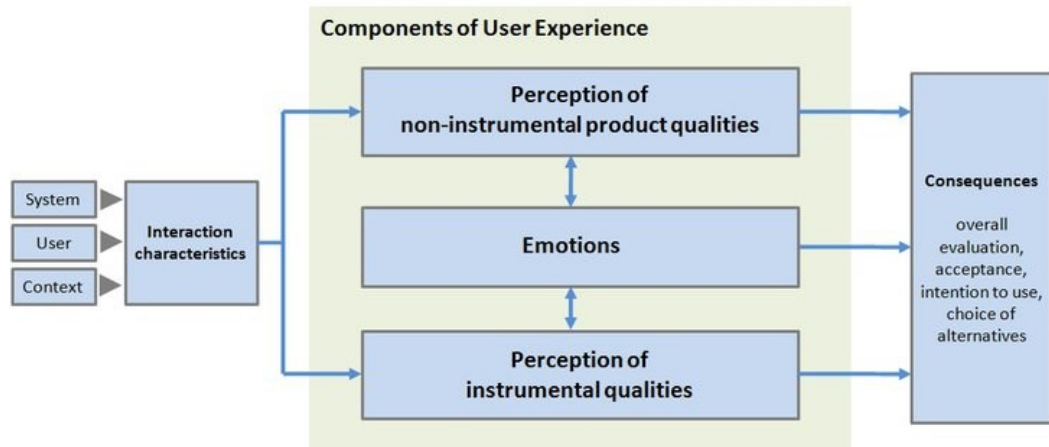 Components of User Experience
Perception of
non-instrumental product qualities
System
User
Context
Interaction
characteristics
Emotions
Perception of
instrumental qualities
Consequences
overall
evaluation,
acceptance,
intention to use,
choice of
alternatives